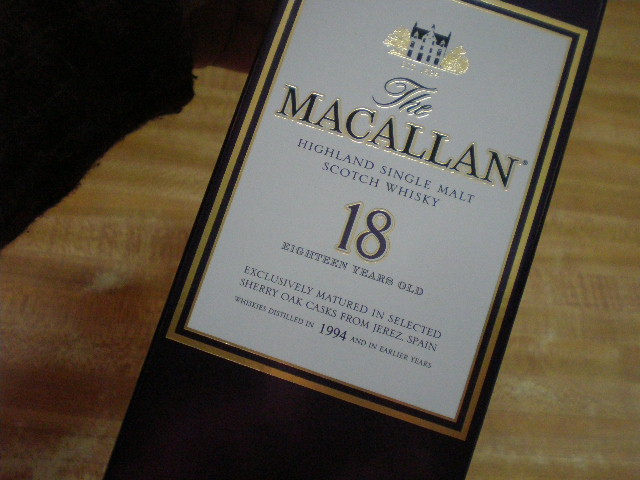 The
MACALLAN
HIGHLAND SINGLE MALT
SCOTCH WHISKY
18
EIGHTEEN YEARS OLD
EXCLUSIVELY MATURED IN SELECTED
SHERRY OAK CASKS FROM JEREZ, SPAIN
WHISKIES DISTILLED IN 1994 AND IN EARLIER YEARS